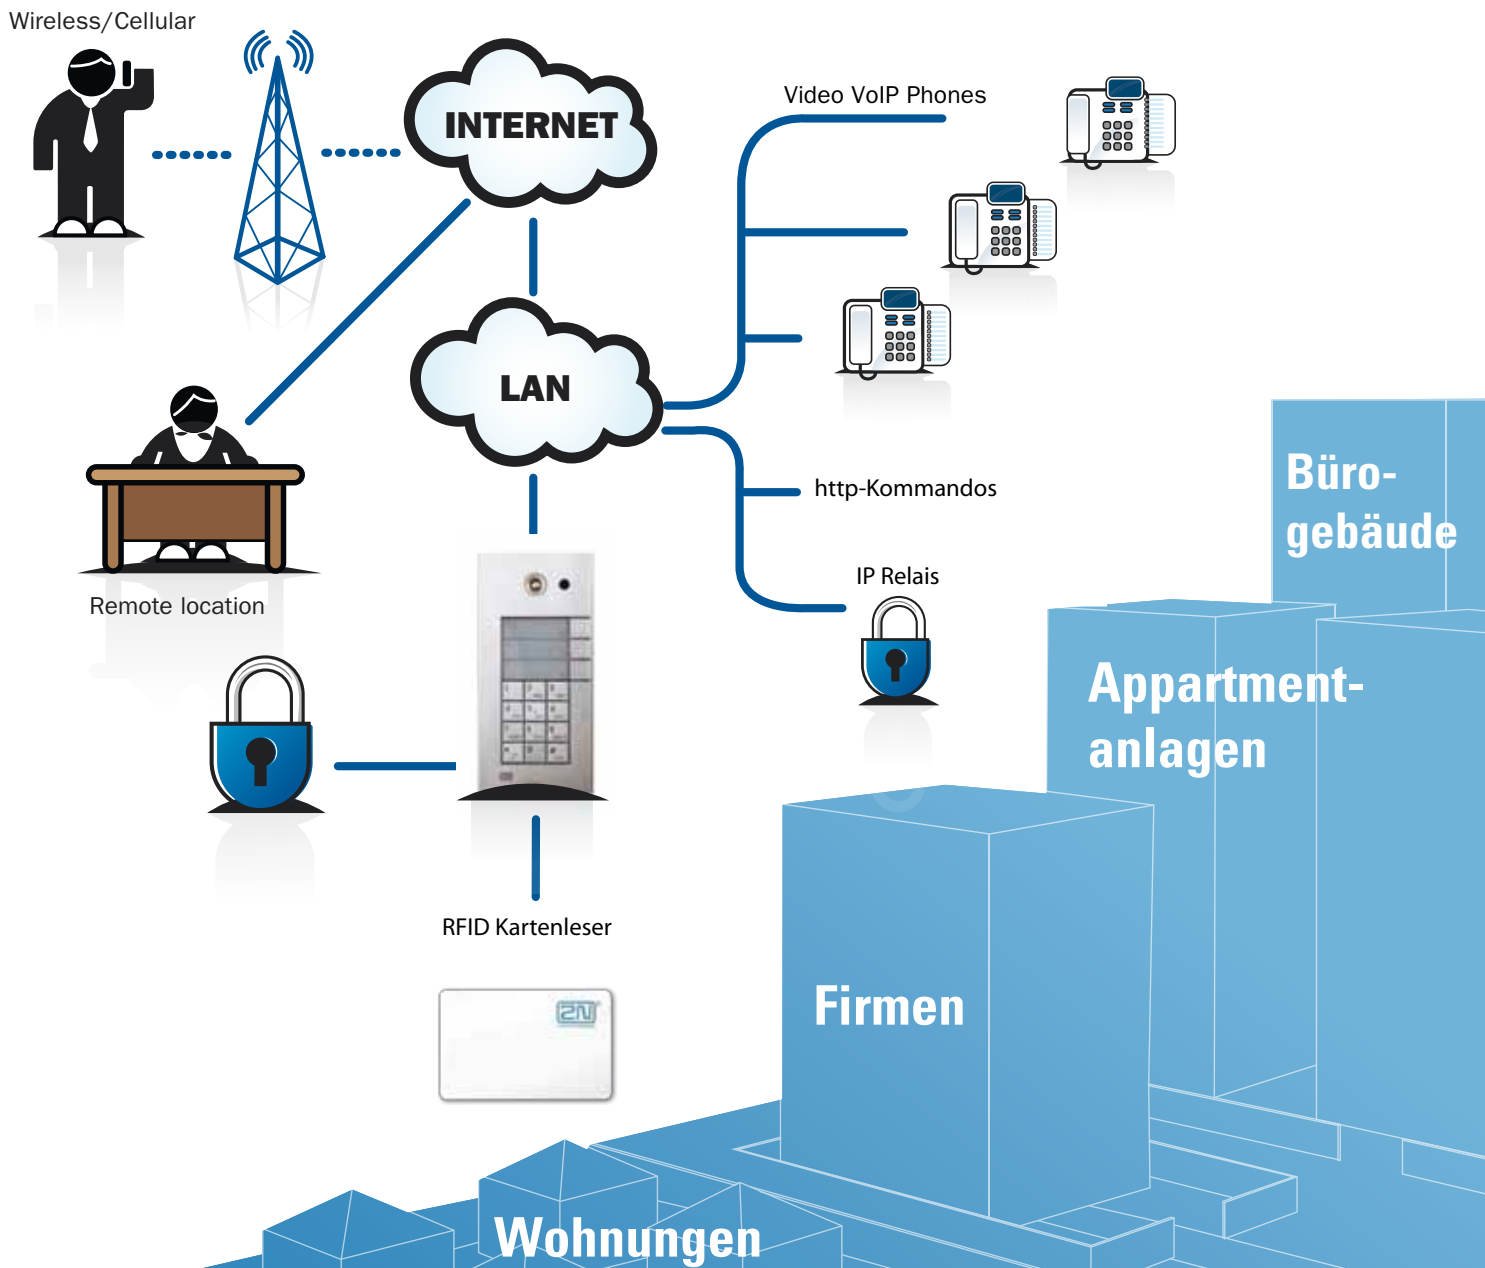 Wireless/Cellular
INTERNET
Video VoIP Phones
LAN
http-Kommandos
IP Relais
Remote location
RFID Kartenleser
2N
Büro-
gebäude
Appartment-
anlagen
Firmen
Wohnungen